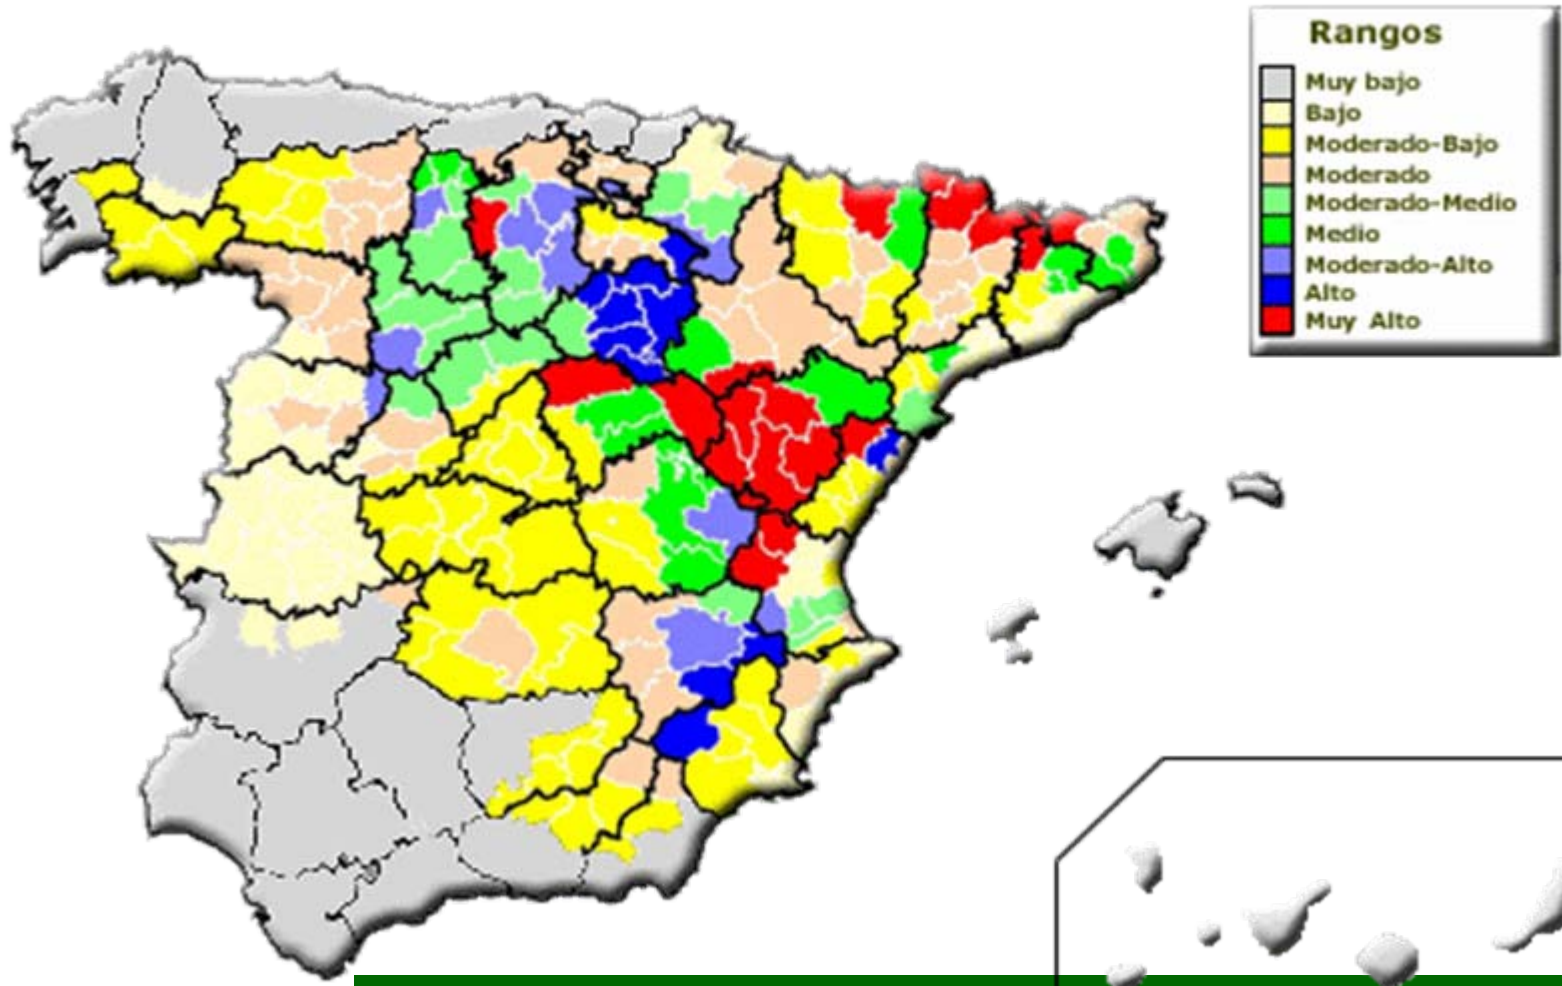 Rangos
Muy bajo
Bajo
Moderado-Bajo
Moderado
Moderado-Medio
Medio
Moderado-Alto
Alto
Muy Alto